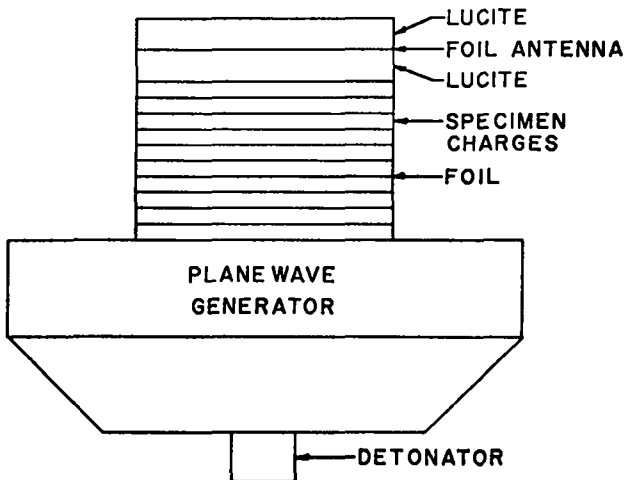 LUCITE
FOIL ANTENNA
LUCITE
SPECIMEN
CHARGES
FOIL
PLANE WAVE
GENERATOR
DETONATOR